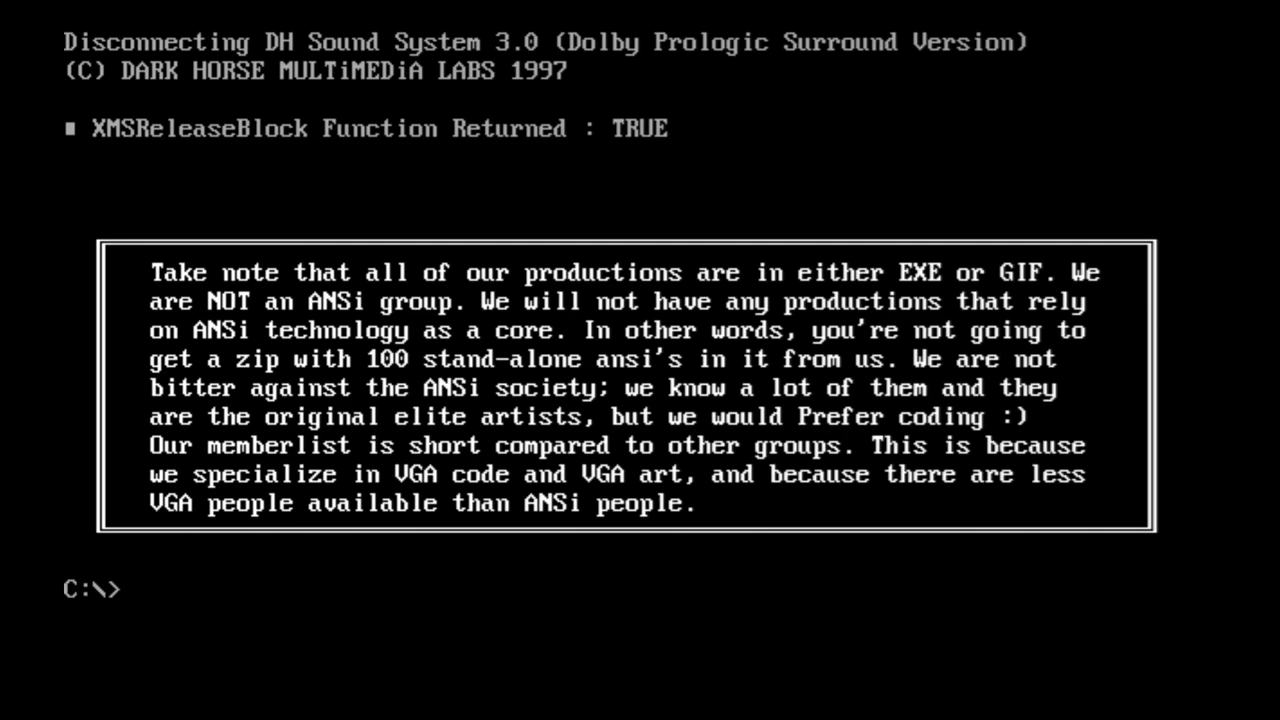 Disconnecting DH Sound System 3.0 (Dolby Prologic Surround Version)
(C) DARK HORSE MULTiMEDiA LABS 1997
■ XMSReleaseBlock Function Returned : TRUE
Take note that all of our productions are in either EXE or GIF. We
are NOT an ANSi group. We will not have any productions that rely
on ANSi technology as a core. In other words, you're not going to
get a zip with 100 stand-alone ansi's in it from us. We are not
bitter against the ANSi society; we know a lot of them and they
are the original elite artists, but we would Prefer coding :)
Our memberlist is short compared to other groups. This is because
we specialize in VGA code and VGA art, and because there are less
VGA people available than ANSi people.
C:\>